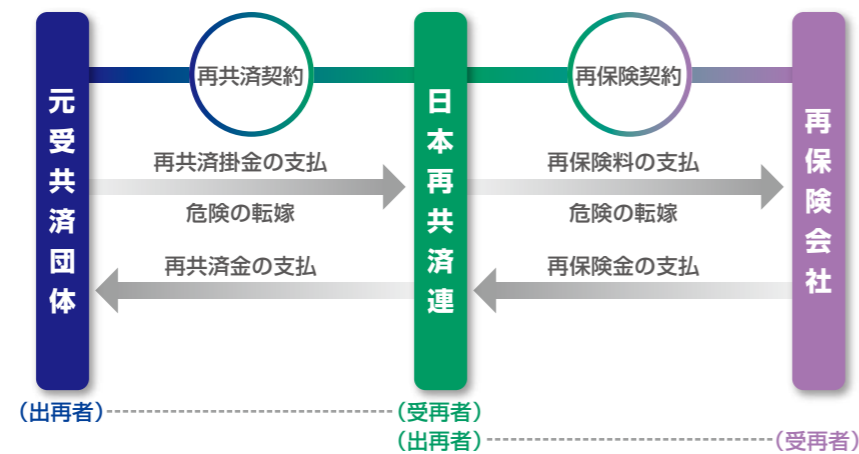 再共済契約
再保険契約
元受共済団体
日本再共済連
再保険会社
再共済掛金の支払
再保険料の支払
危険の転嫁
危険の転嫁
再共済金の支払
再保険金の支払
（出再者）
（受再者）
（出再者）
（受再者）